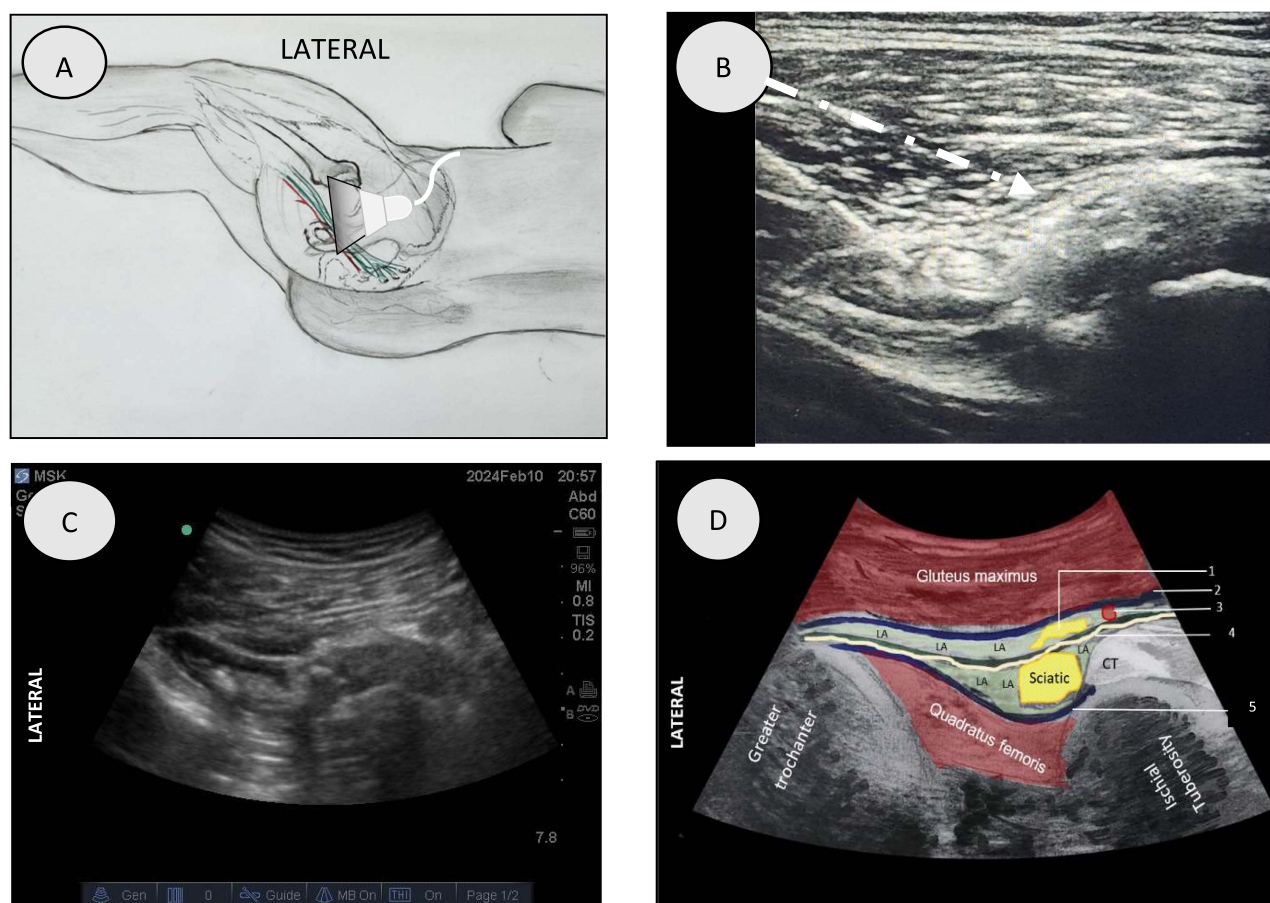 A
LATERAL
B
C
MSK
2024Feb10 20:57
Abd
C60
96%
MI
0.8
TIS
0.2
A
B
DVD
LATERAL
7.8
Gen
0
Guide
MB On
THI
On
Page 1/2
D
Gluteus maximus
1
2
3
4
5
LA
LA
LA
LA
LA
LA
Sciatic
CT
Quadratus femoris
Greater
trochanter
Ischial
Tuberosity
LATERAL